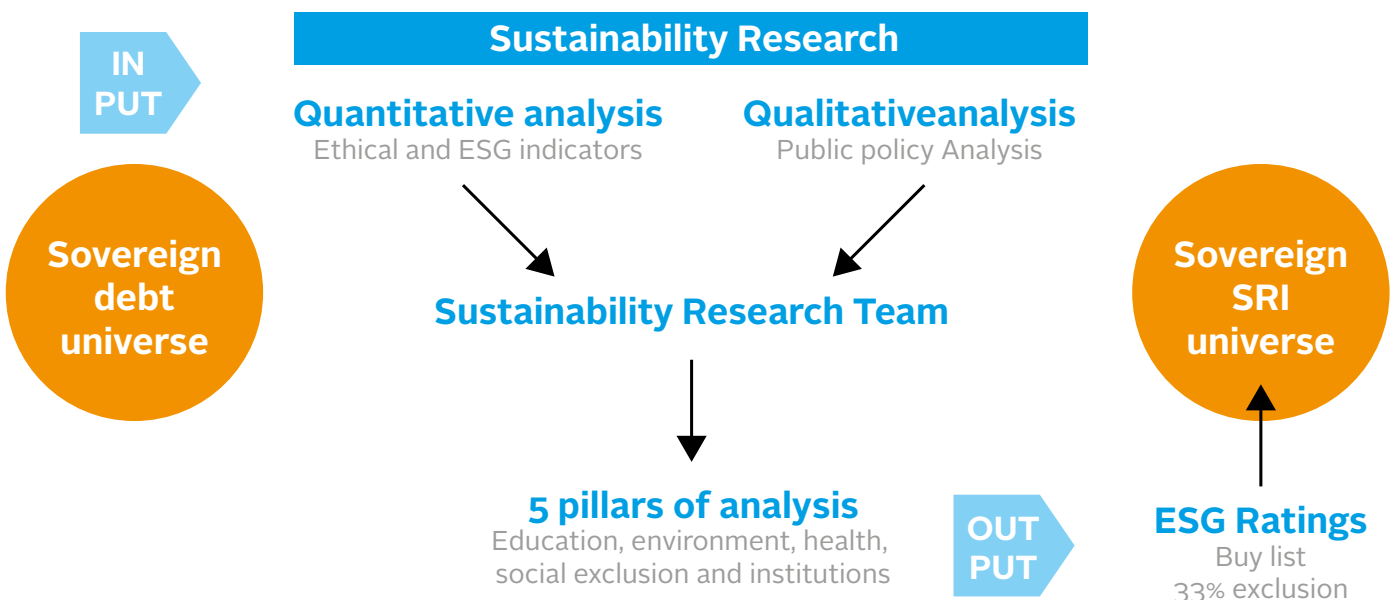 Sustainability Research
IN
PUT
Quantitative analysis
Ethical and ESG indicators
Qualitativeanalysis
Public policy Analysis
Sovereign
debt
universe
Sustainability Research Team
Sovereign
SRI
universe
5 pillars of analysis
Education, environment, health,
social exclusion and institutions
OUT
PUT
ESG Ratings
Buy list
33% exclusion